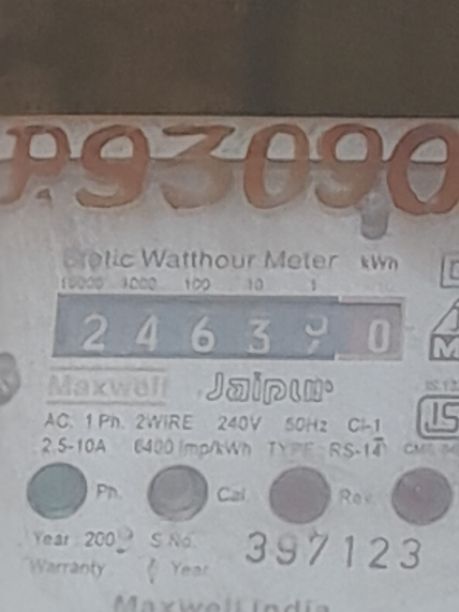 P.93090
Static Watthour Meter kWh
10000 1000 100 10 1
2 4 6 3 0
Maxwell Jaipur
AC. 1 Ph. 2WIRE 240V 50Hz Cl-1
2.5-10A 6400 Imp/kWh TYPE RS-14
Ph. Cal Rev.
Year 200 S.No. 397123
Warranty Year
Maxwell India